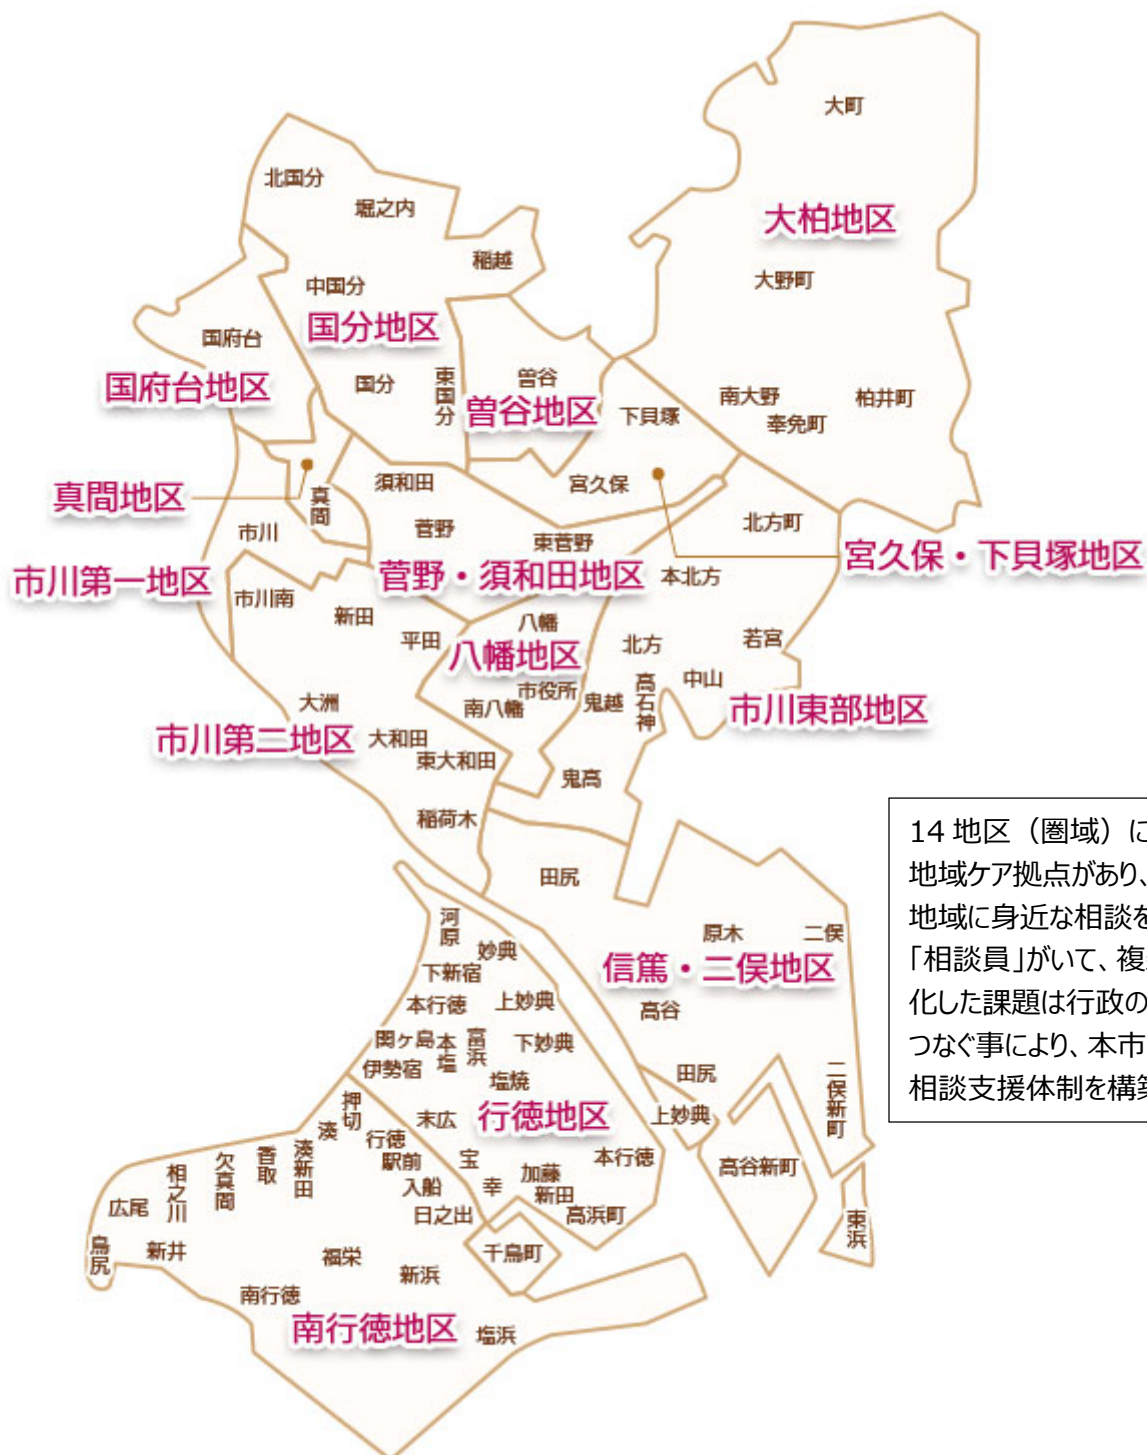 大町
大柏地区
大野町
南大野
柏井町
奉免町
北国分
堀之内
稲越
中国分
国分地区
国分
東国分
国府台
国府台地区
曽谷
曽谷地区
下貝塚
宮久保
宮久保・下貝塚地区
真間地区
真間
市川
市川第一地区
須和田
菅野
東菅野
菅野・須和田地区
北方町
本北方
北方
若宮
中山
高石神
鬼越
鬼高
市川東部地区
八幡
八幡地区
市役所
南八幡
市川南
新田
平田
大洲
市川第二地区
大和田
東大和田
稲荷木
田尻
原木
二俣
信篤・二俣地区
高谷
田尻
二俣新町
上妙典
高谷新町
東浜
河原
妙典
下新宿
本行徳
上妙典
関ヶ島
本塩
富浜
下妙典
伊勢宿
塩焼
行徳地区
末広
本行徳
宝
加藤新田
幸
高浜町
千鳥町
押切
湊
行徳駅前
湊新田
香取
欠真間
相之川
広尾
島尻
新井
入船
日之出
福栄
新浜
南行徳
南行徳地区
塩浜
14 地区（圏域）に
地域ケア拠点があり、
地域に身近な相談を
「相談員」がいて、複
化した課題は行政の
つなぐ事により、本市
相談支援体制を構築